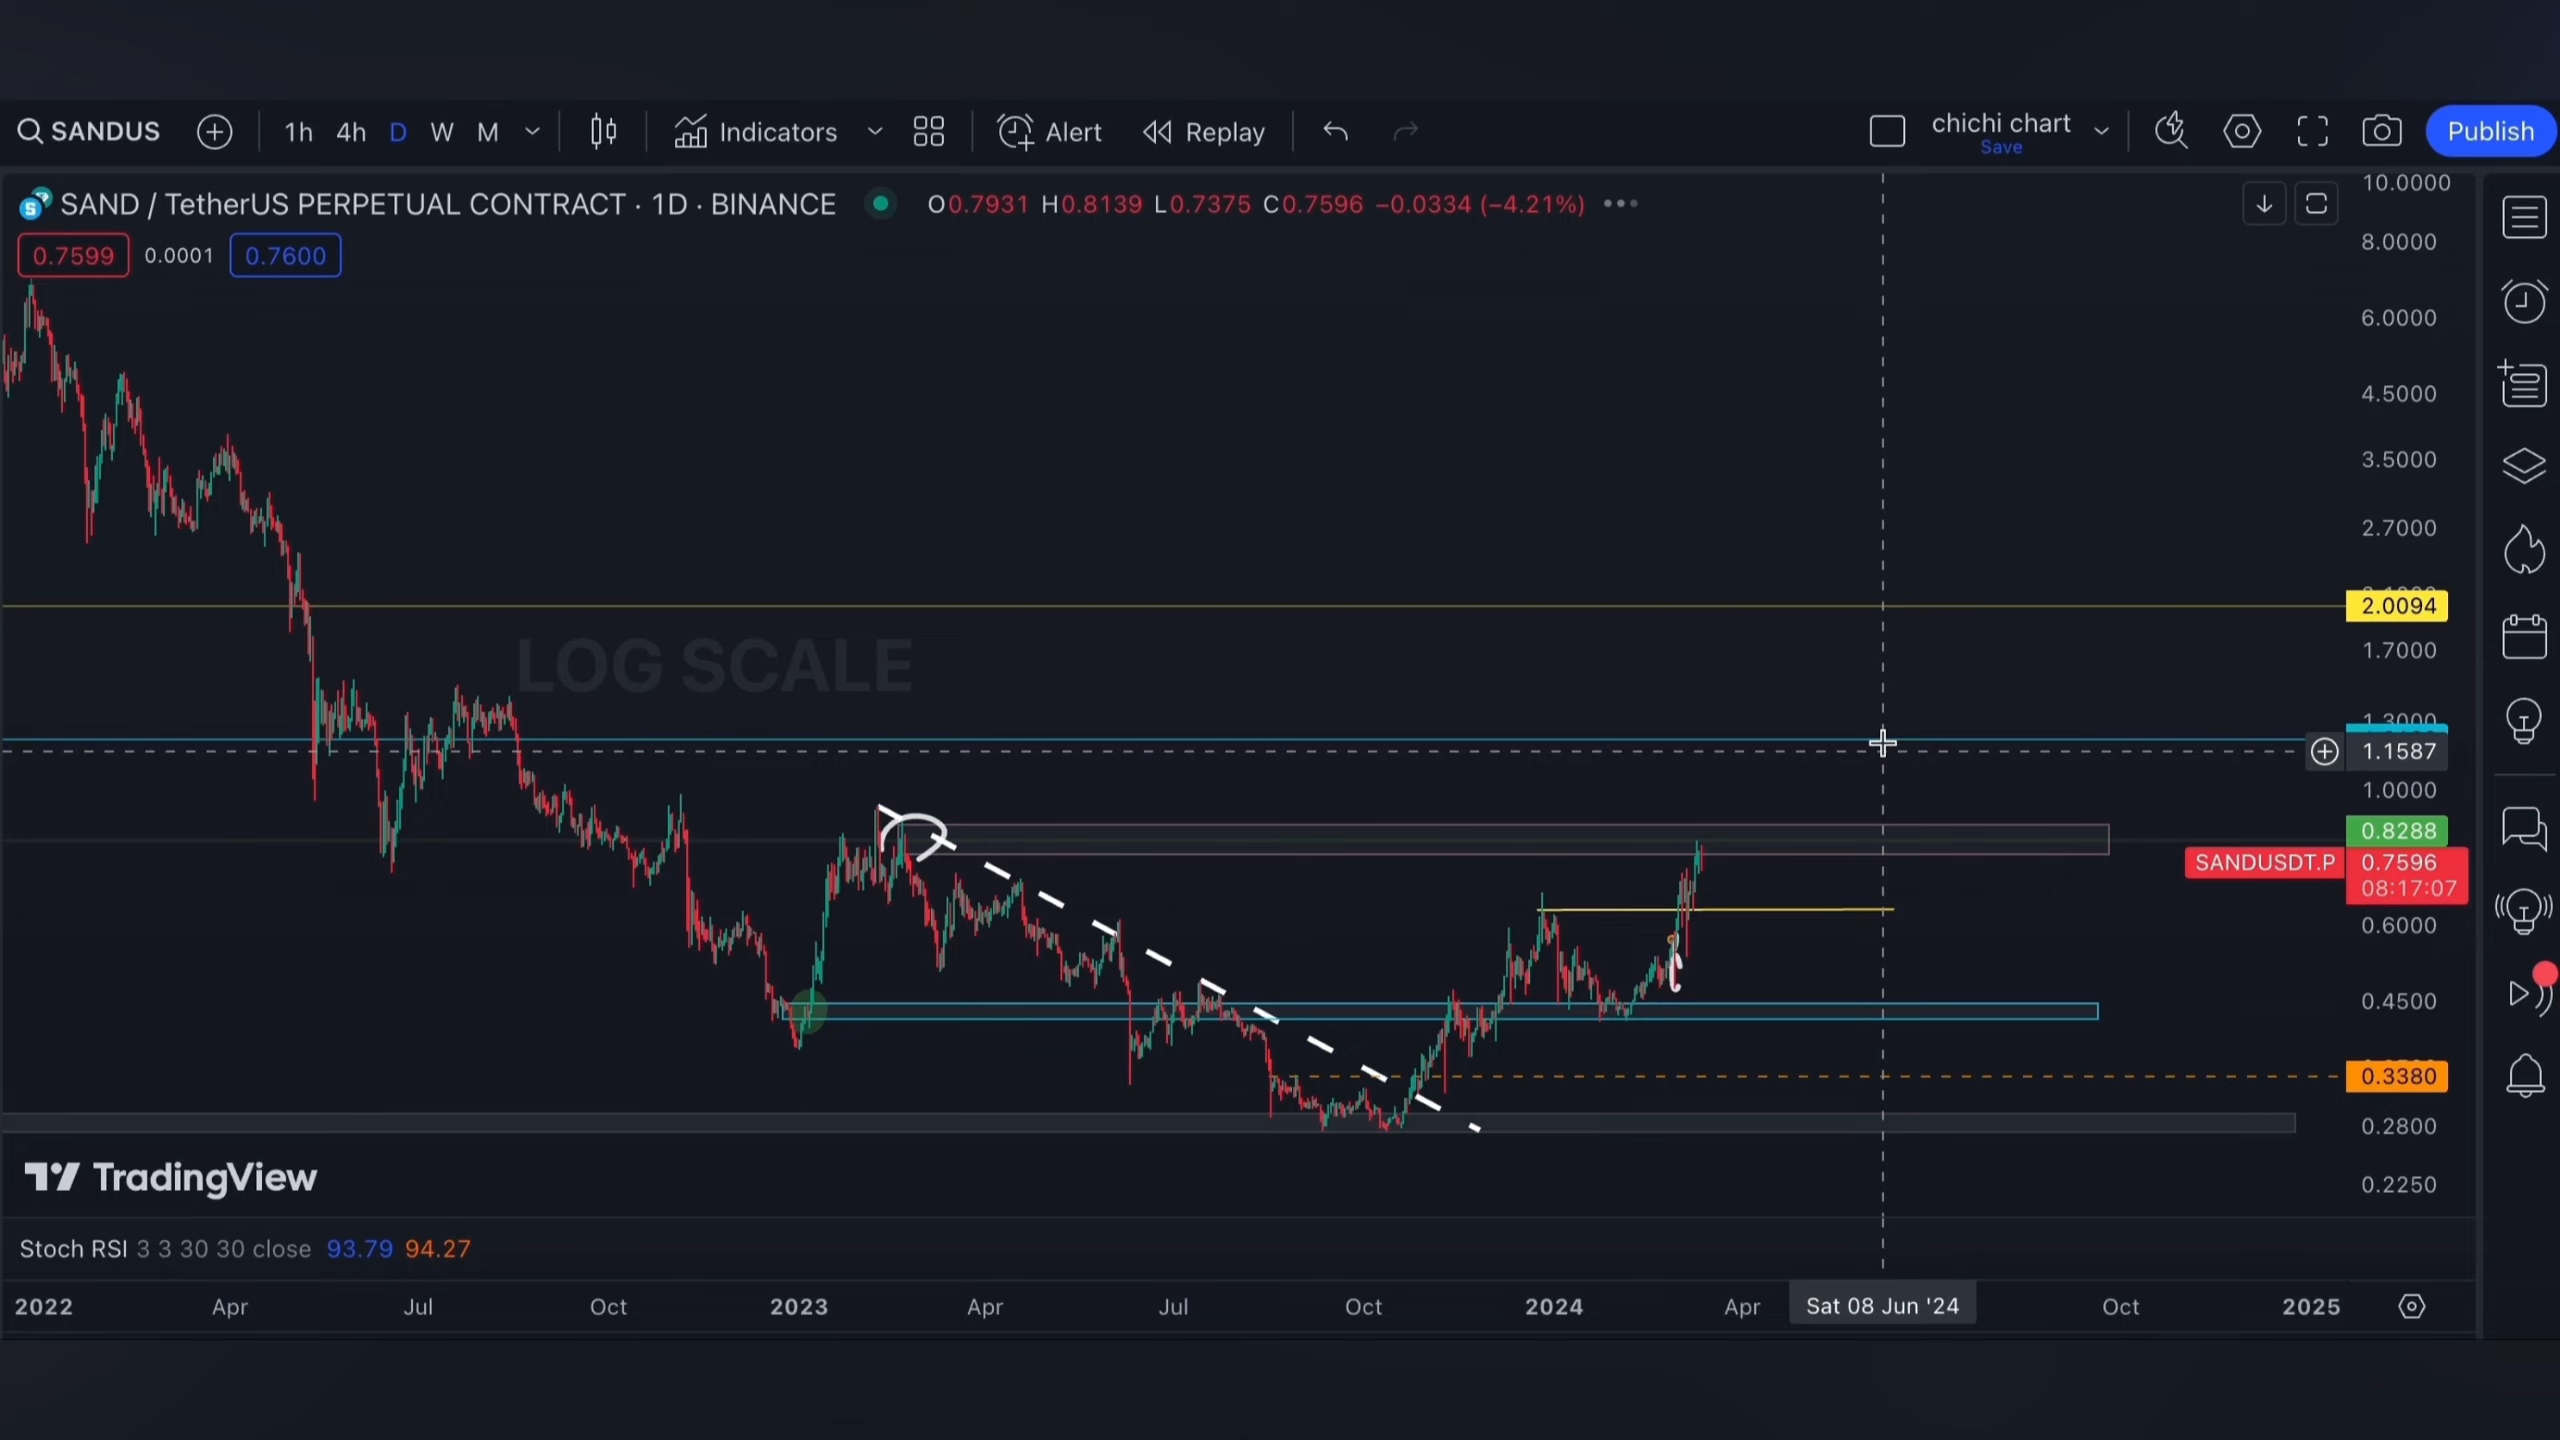 SANDUS 1h 4h D W M Indicators Alert Replay chichi chart Publish
Save
SAND / TetherUS PERPETUAL CONTRACT · 1D · BINANCE O0.7931 H0.8139 L0.7375 C0.7596 −0.0334 (−4.21%)
0.7599 0.0001 0.7600
10.0000
8.0000
6.0000
4.5000
3.5000
2.7000
2.0094
LOG SCALE
1.7000
1.3000
1.1587
1.0000
0.8288
SANDUSDT.P 0.7596
08:17:07
0.6000
0.4500
0.3380
0.2800
TradingView
0.2250
Stoch RSI 3 3 30 30 close 93.79 94.27
2022 Apr Jul Oct 2023 Apr Jul Oct 2024 Apr Sat 08 Jun '24 Oct 2025